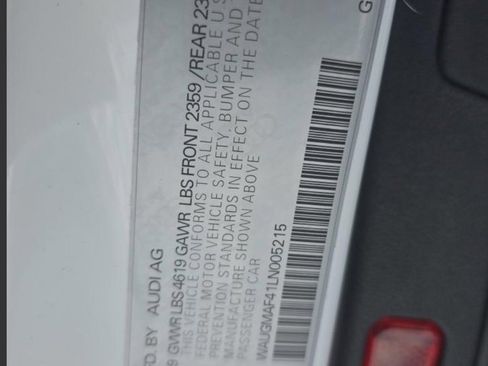 FD. BY AUDI AG
9 GVWR LBS 4619 GAWR LBS FRONT 2359 / REAR 23
THIS VEHICLE CONFORMS TO ALL APPLICABLE U S
FEDERAL MOTOR VEHICLE SAFETY, BUMPER AND
PREVENTION STANDARDS IN EFFECT ON THE DATE
MANUFACTURE SHOWN ABOVE
PASSENGER CAR
WAUGMAF41LN005215
G